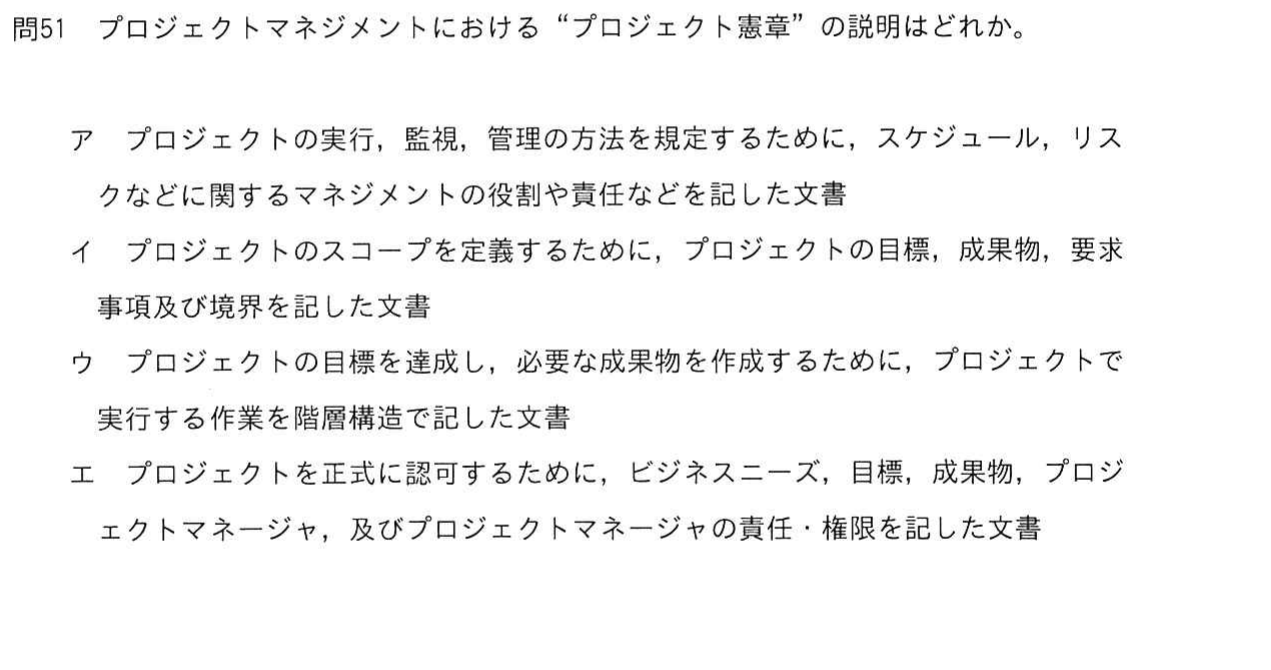 問51 プロジェクトマネジメントにおける“プロジェクト憲章”の説明はどれか。
ア プロジェクトの実行，監視，管理の方法を規定するために，スケジュール，リス
クなどに関するマネジメントの役割や責任などを記した文書
イ プロジェクトのスコープを定義するために，プロジェクトの目標，成果物，要求
事項及び境界を記した文書
ウ プロジェクトの目標を達成し，必要な成果物を作成するために，プロジェクトで
実行する作業を階層構造で記した文書
エ プロジェクトを正式に認可するために，ビジネスニーズ，目標，成果物，プロジ
ェクトマネージャ，及びプロジェクトマネージャの責任・権限を記した文書